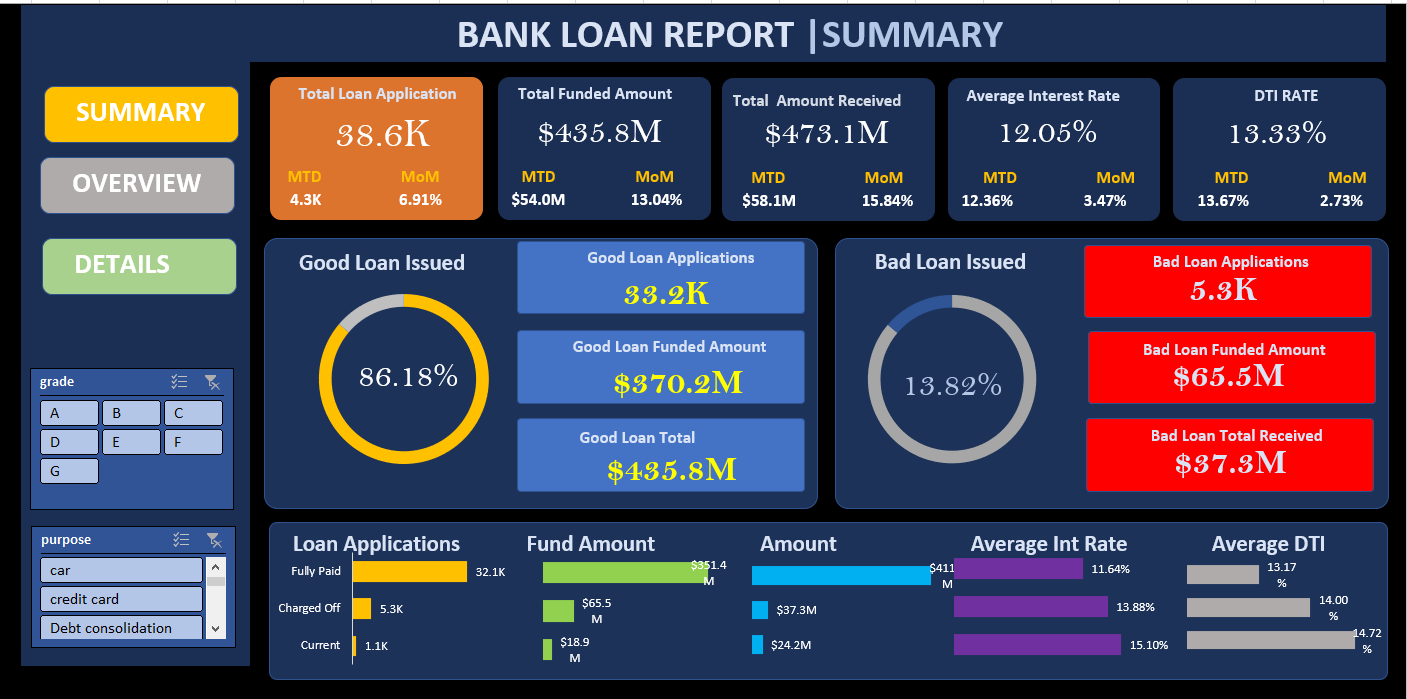 BANK LOAN REPORT |SUMMARY
SUMMARY
OVERVIEW
DETAILS
grade
A
B
C
D
E
F
G
purpose
car
credit card
Debt consolidation
Total Loan Application
38.6K
MTD
MoM
4.3K
6.91%
Total Funded Amount
$435.8M
MTD
MoM
$54.0M
13.04%
Total Amount Received
$473.1M
MTD
MoM
$58.1M
15.84%
Average Interest Rate
12.05%
MTD
MoM
12.36%
3.47%
DTI RATE
13.33%
MTD
MoM
13.67%
2.73%
Good Loan Issued
86.18%
Good Loan Applications
33.2K
Good Loan Funded Amount
$370.2M
Good Loan Total
$435.8M
Bad Loan Issued
13.82%
Bad Loan Applications
5.3K
Bad Loan Funded Amount
$65.5M
Bad Loan Total Received
$37.3M
Loan Applications
Fully Paid
32.1K
Charged Off
5.3K
Current
1.1K
Fund Amount
$351.4
M
$65.5
M
$18.9
M
Amount
$411
M
$37.3M
$24.2M
Average Int Rate
11.64%
13.88%
15.10%
Average DTI
13.17
%
14.00
%
14.72
%